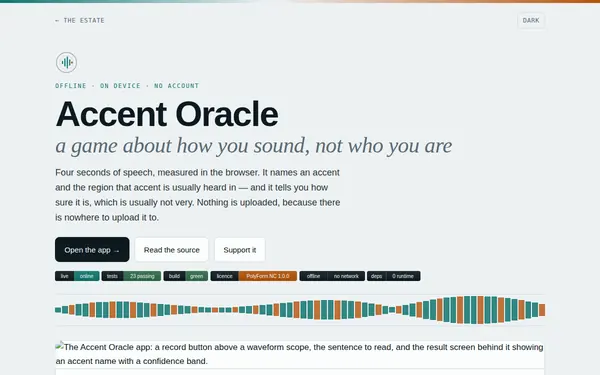 ← THE ESTATE
DARK
OFFLINE · ON DEVICE · NO ACCOUNT
Accent Oracle
a game about how you sound, not who you are
Four seconds of speech, measured in the browser. It names an accent
and the region that accent is usually heard in — and it tells you how
sure it is, which is usually not very. Nothing is uploaded, because there
is nowhere to upload it to.
Open the app → Read the source Support it
live online tests 23 passing build green licence PolyForm NC 1.0.0 offline no network deps 0 runtime
The Accent Oracle app: a record button above a waveform scope, the sentence to read, and the result screen behind it showing
an accent name with a confidence band.